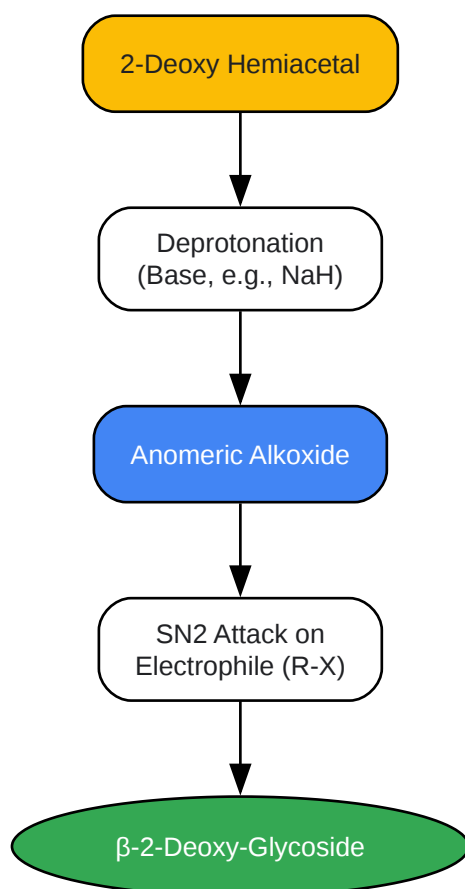 2-Deoxy Hemiacetal
Deprotonation
(Base, e.g., NaH)
Anomeric Alkoxide
SN2 Attack on
Electrophile (R-X)
β-2-Deoxy-Glycoside